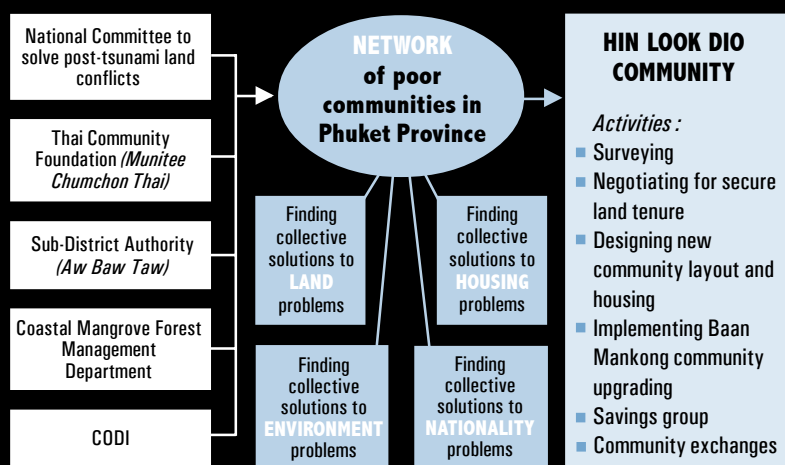 National Committee to
solve post-tsunami land
conflicts
Thai Community
Foundation (Munitee
Chumchon Thai)
Sub-District Authority
(Aw Baw Taw)
Coastal Mangrove Forest
Management
Department
CODI
NETWORK
of poor
communities in
Phuket Province
Finding
collective
solutions to
LAND
problems
Finding
collective
solutions to
HOUSING
problems
Finding
collective
solutions to
ENVIRONMENT
problems
Finding
collective
solutions to
NATIONALITY
problems
HIN LOOK DIO
COMMUNITY
Activities :
■ Surveying
■ Negotiating for secure
land tenure
■ Designing new
community layout and
housing
■ Implementing Baan
Mankong community
upgrading
■ Savings group
■ Community exchanges